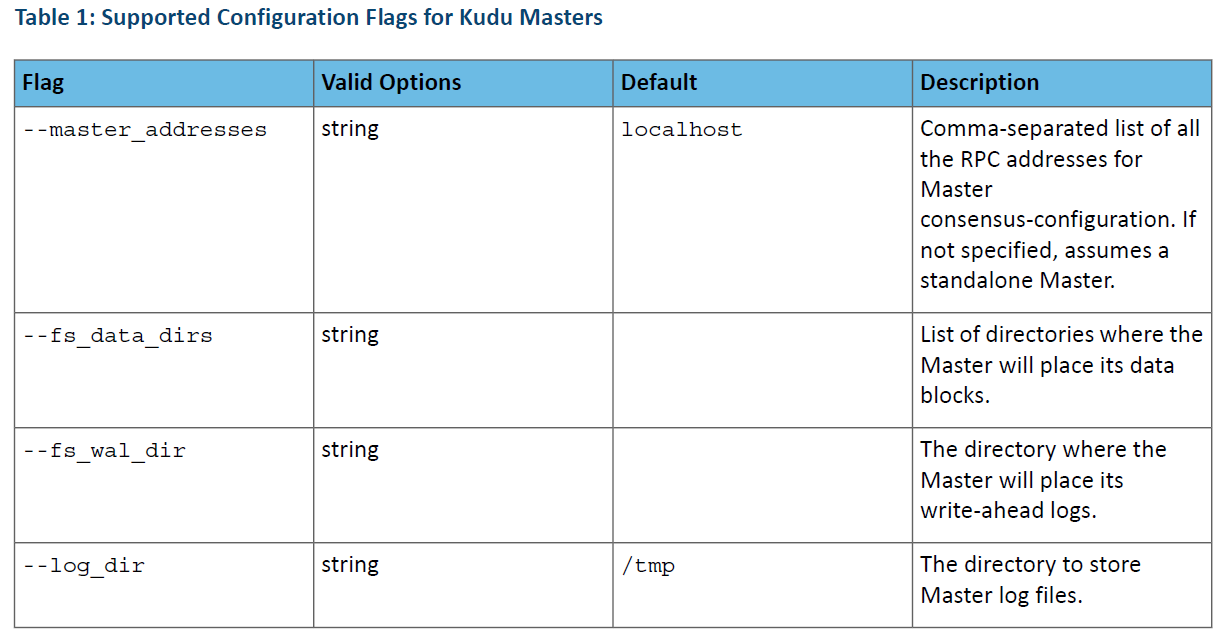 Table 1: Supported Configuration Flags for Kudu Masters
Flag Valid Options Default Description
--master_addresses string localhost Comma-separated list of all
the RPC addresses for
Master
consensus-configuration. If
not specified, assumes a
standalone Master.
--fs_data_dirs string List of directories where the
Master will place its data
blocks.
--fs_wal_dir string The directory where the
Master will place its
write-ahead logs.
--log_dir string /tmp The directory to store
Master log files.